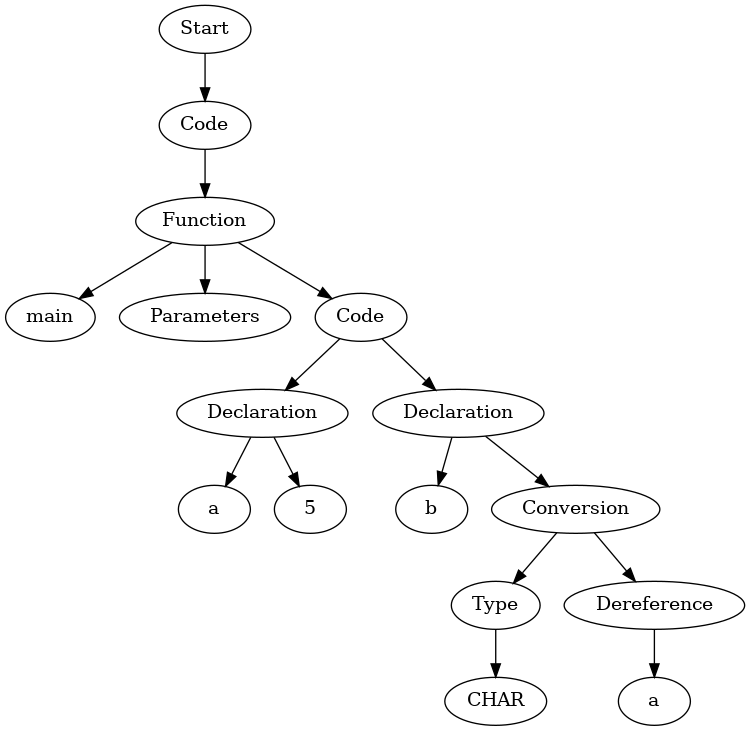 Start
Code
Function
main
Parameters
Code
Declaration
Declaration
a
5
b
Conversion
Type
Dereference
CHAR
a